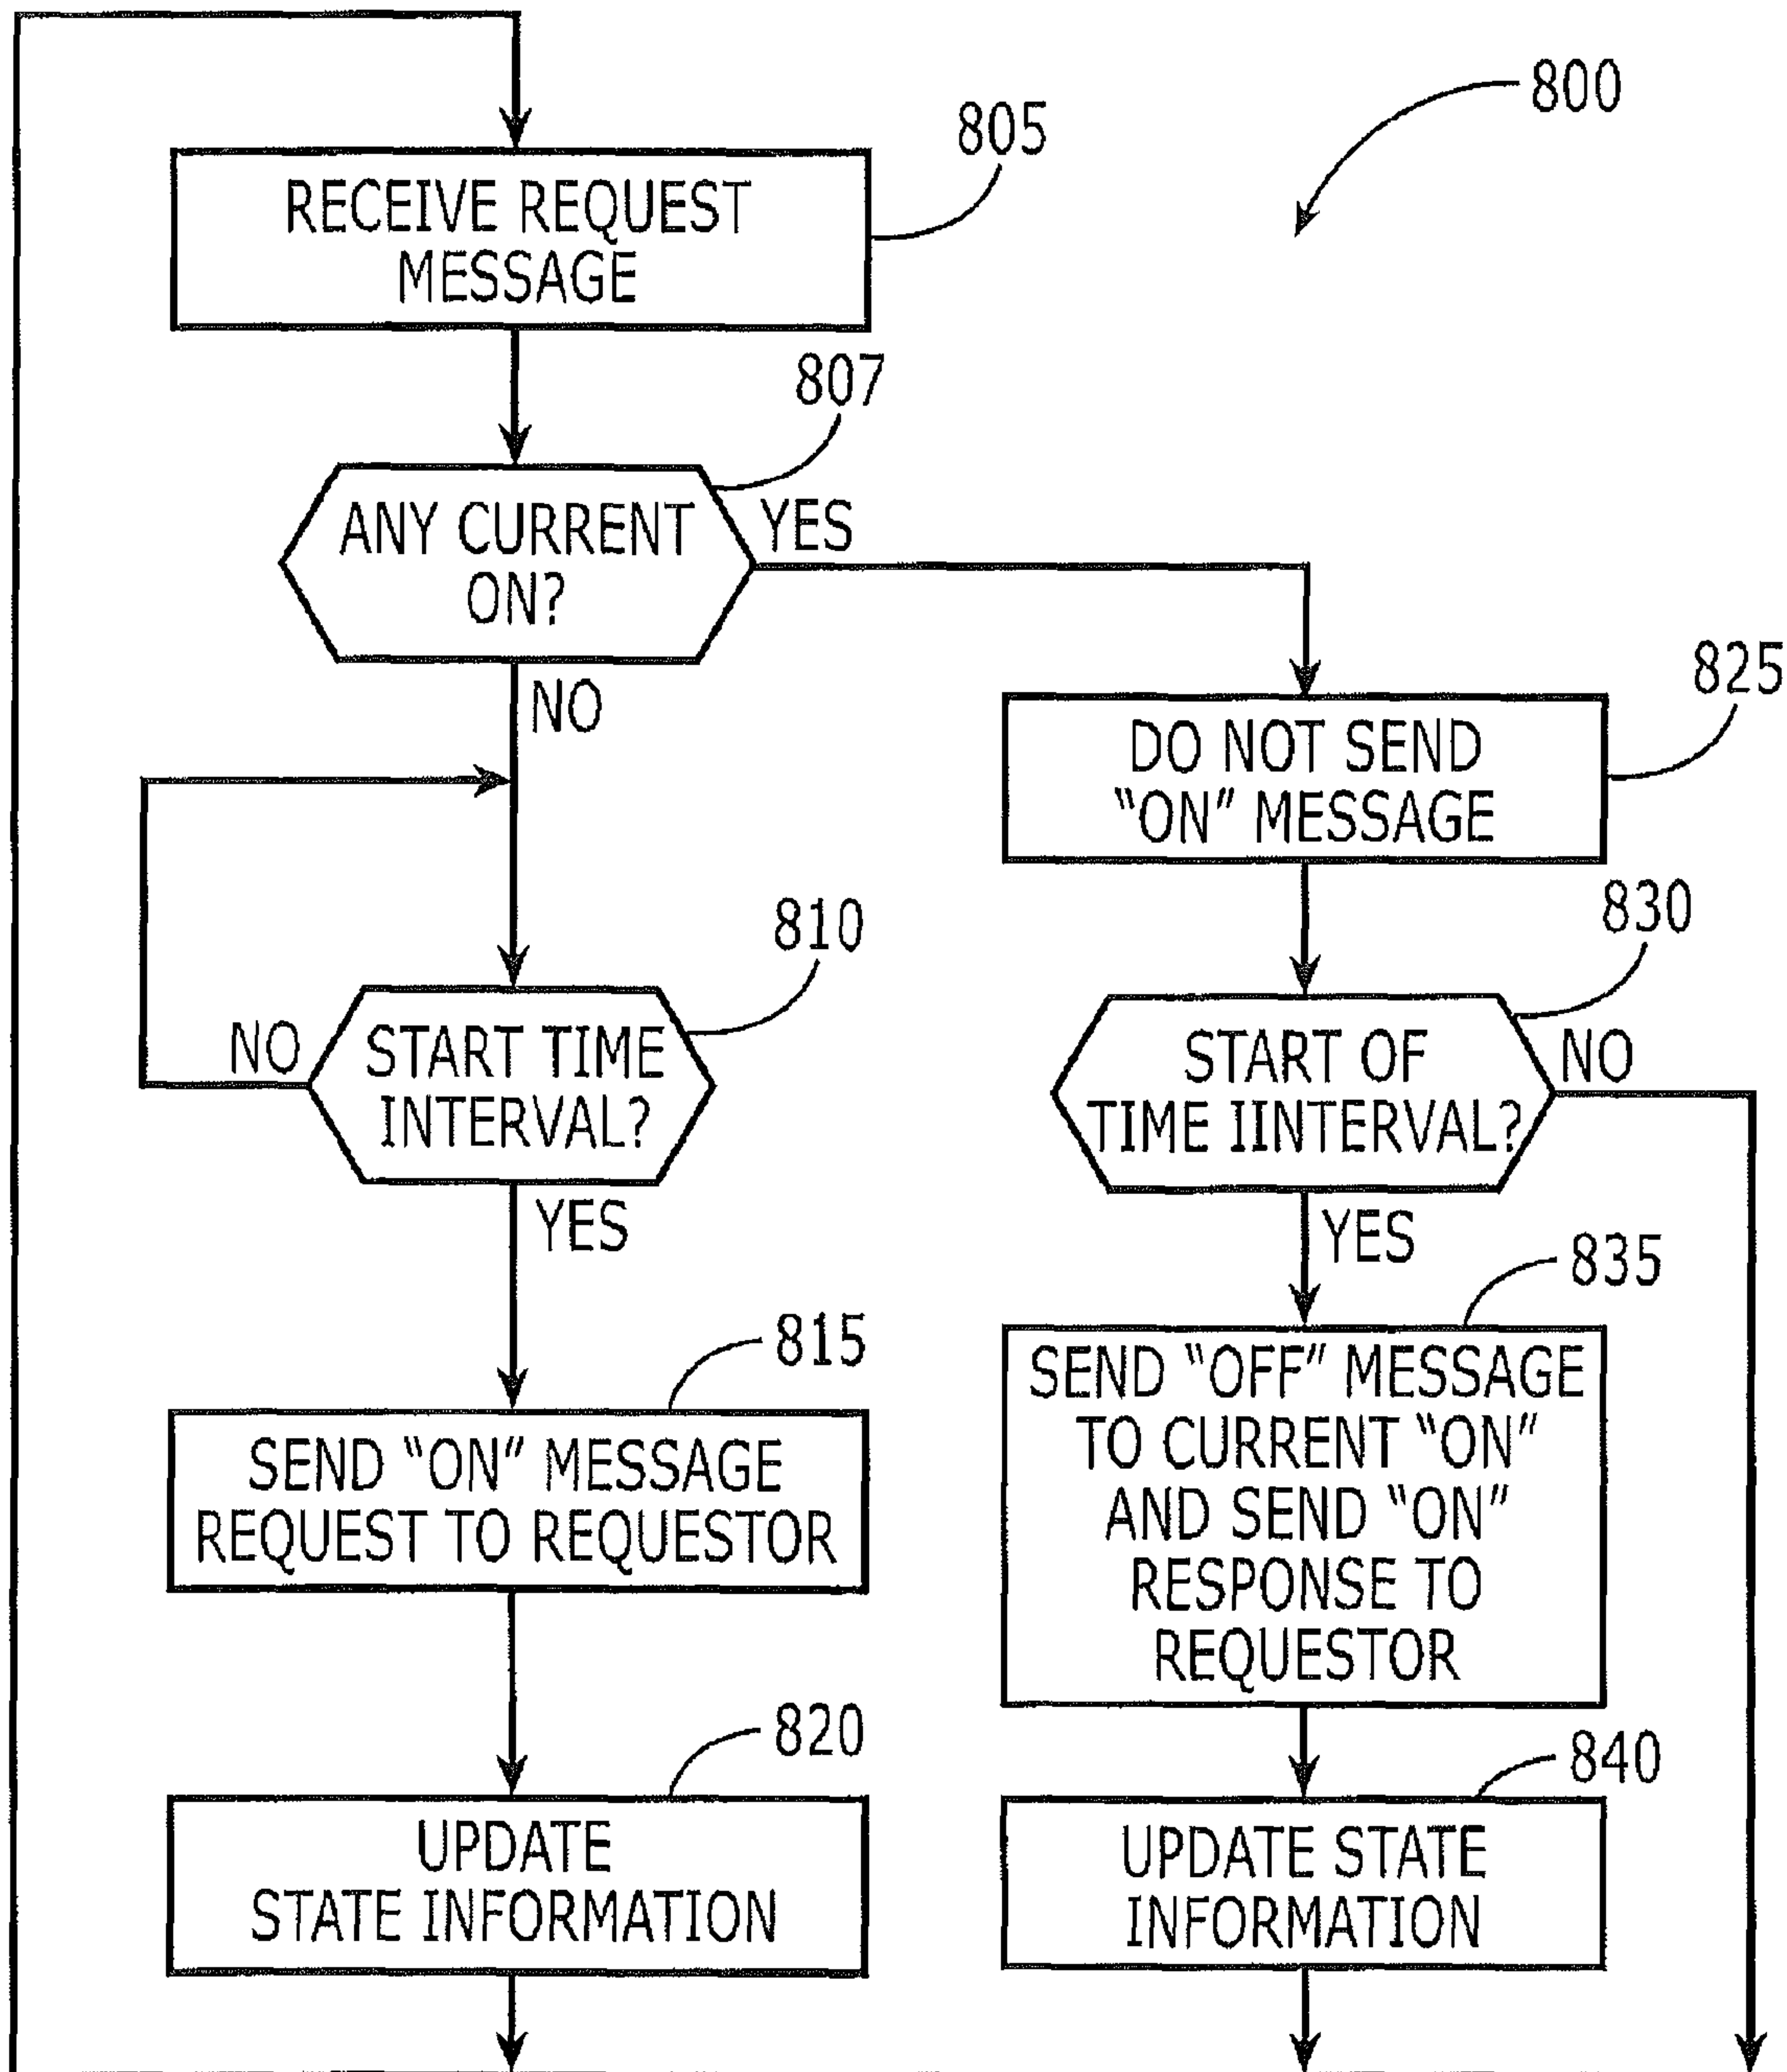 800
805
RECEIVE REQUEST
MESSAGE
807
ANY CURRENT
ON?
YES
NO
825
DO NOT SEND
“ON” MESSAGE
810
START TIME
INTERVAL?
NO
YES
830
START OF
TIME IINTERVAL?
NO
YES
815
SEND “ON” MESSAGE
REQUEST TO REQUESTOR
835
SEND “OFF” MESSAGE
TO CURRENT “ON”
AND SEND “ON”
RESPONSE TO
REQUESTOR
820
UPDATE
STATE INFORMATION
840
UPDATE STATE
INFORMATION